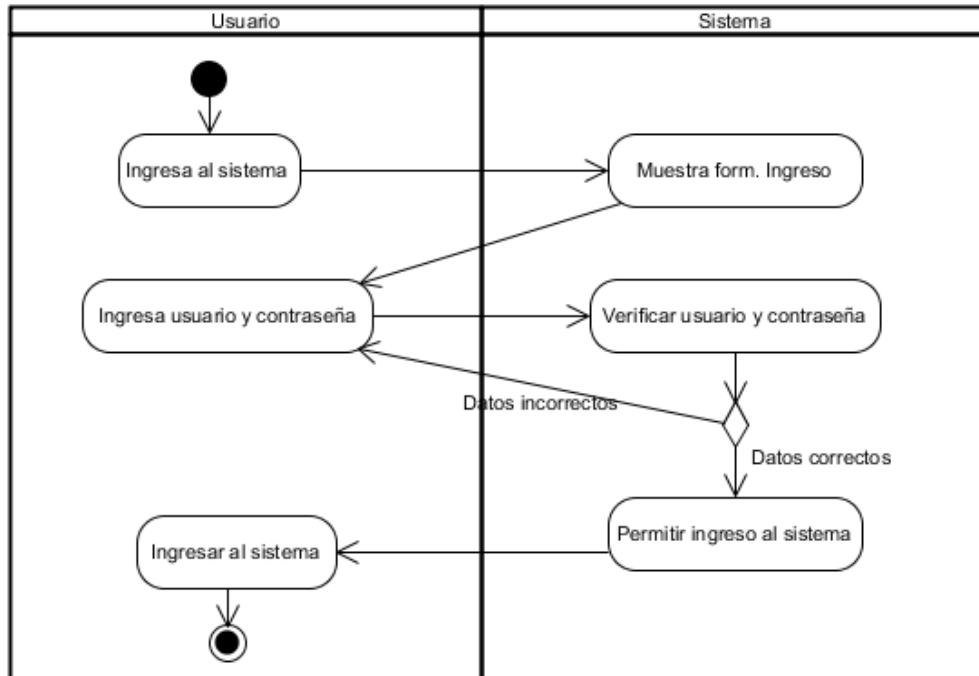 Usuario
Sistema
Ingresa al sistema
Muestra form. Ingreso
Ingresa usuario y contraseña
Verificar usuario y contraseña
Datos incorrectos
Datos correctos
Ingresar al sistema
Permitir ingreso al sistema